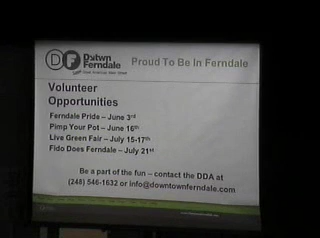 DF Dwtwn
Ferndale
Proud To Be in Ferndale
Volunteer
Opportunities
Ferndale Pride – June 3rd
Pimp Your Pot – June 16th
Live Green Fair – July 15-17th
Fido Does Ferndale – July 21st
Be a part of the fun – contact the DDA at
(248) 546-1632 or info@downtownferndale.com